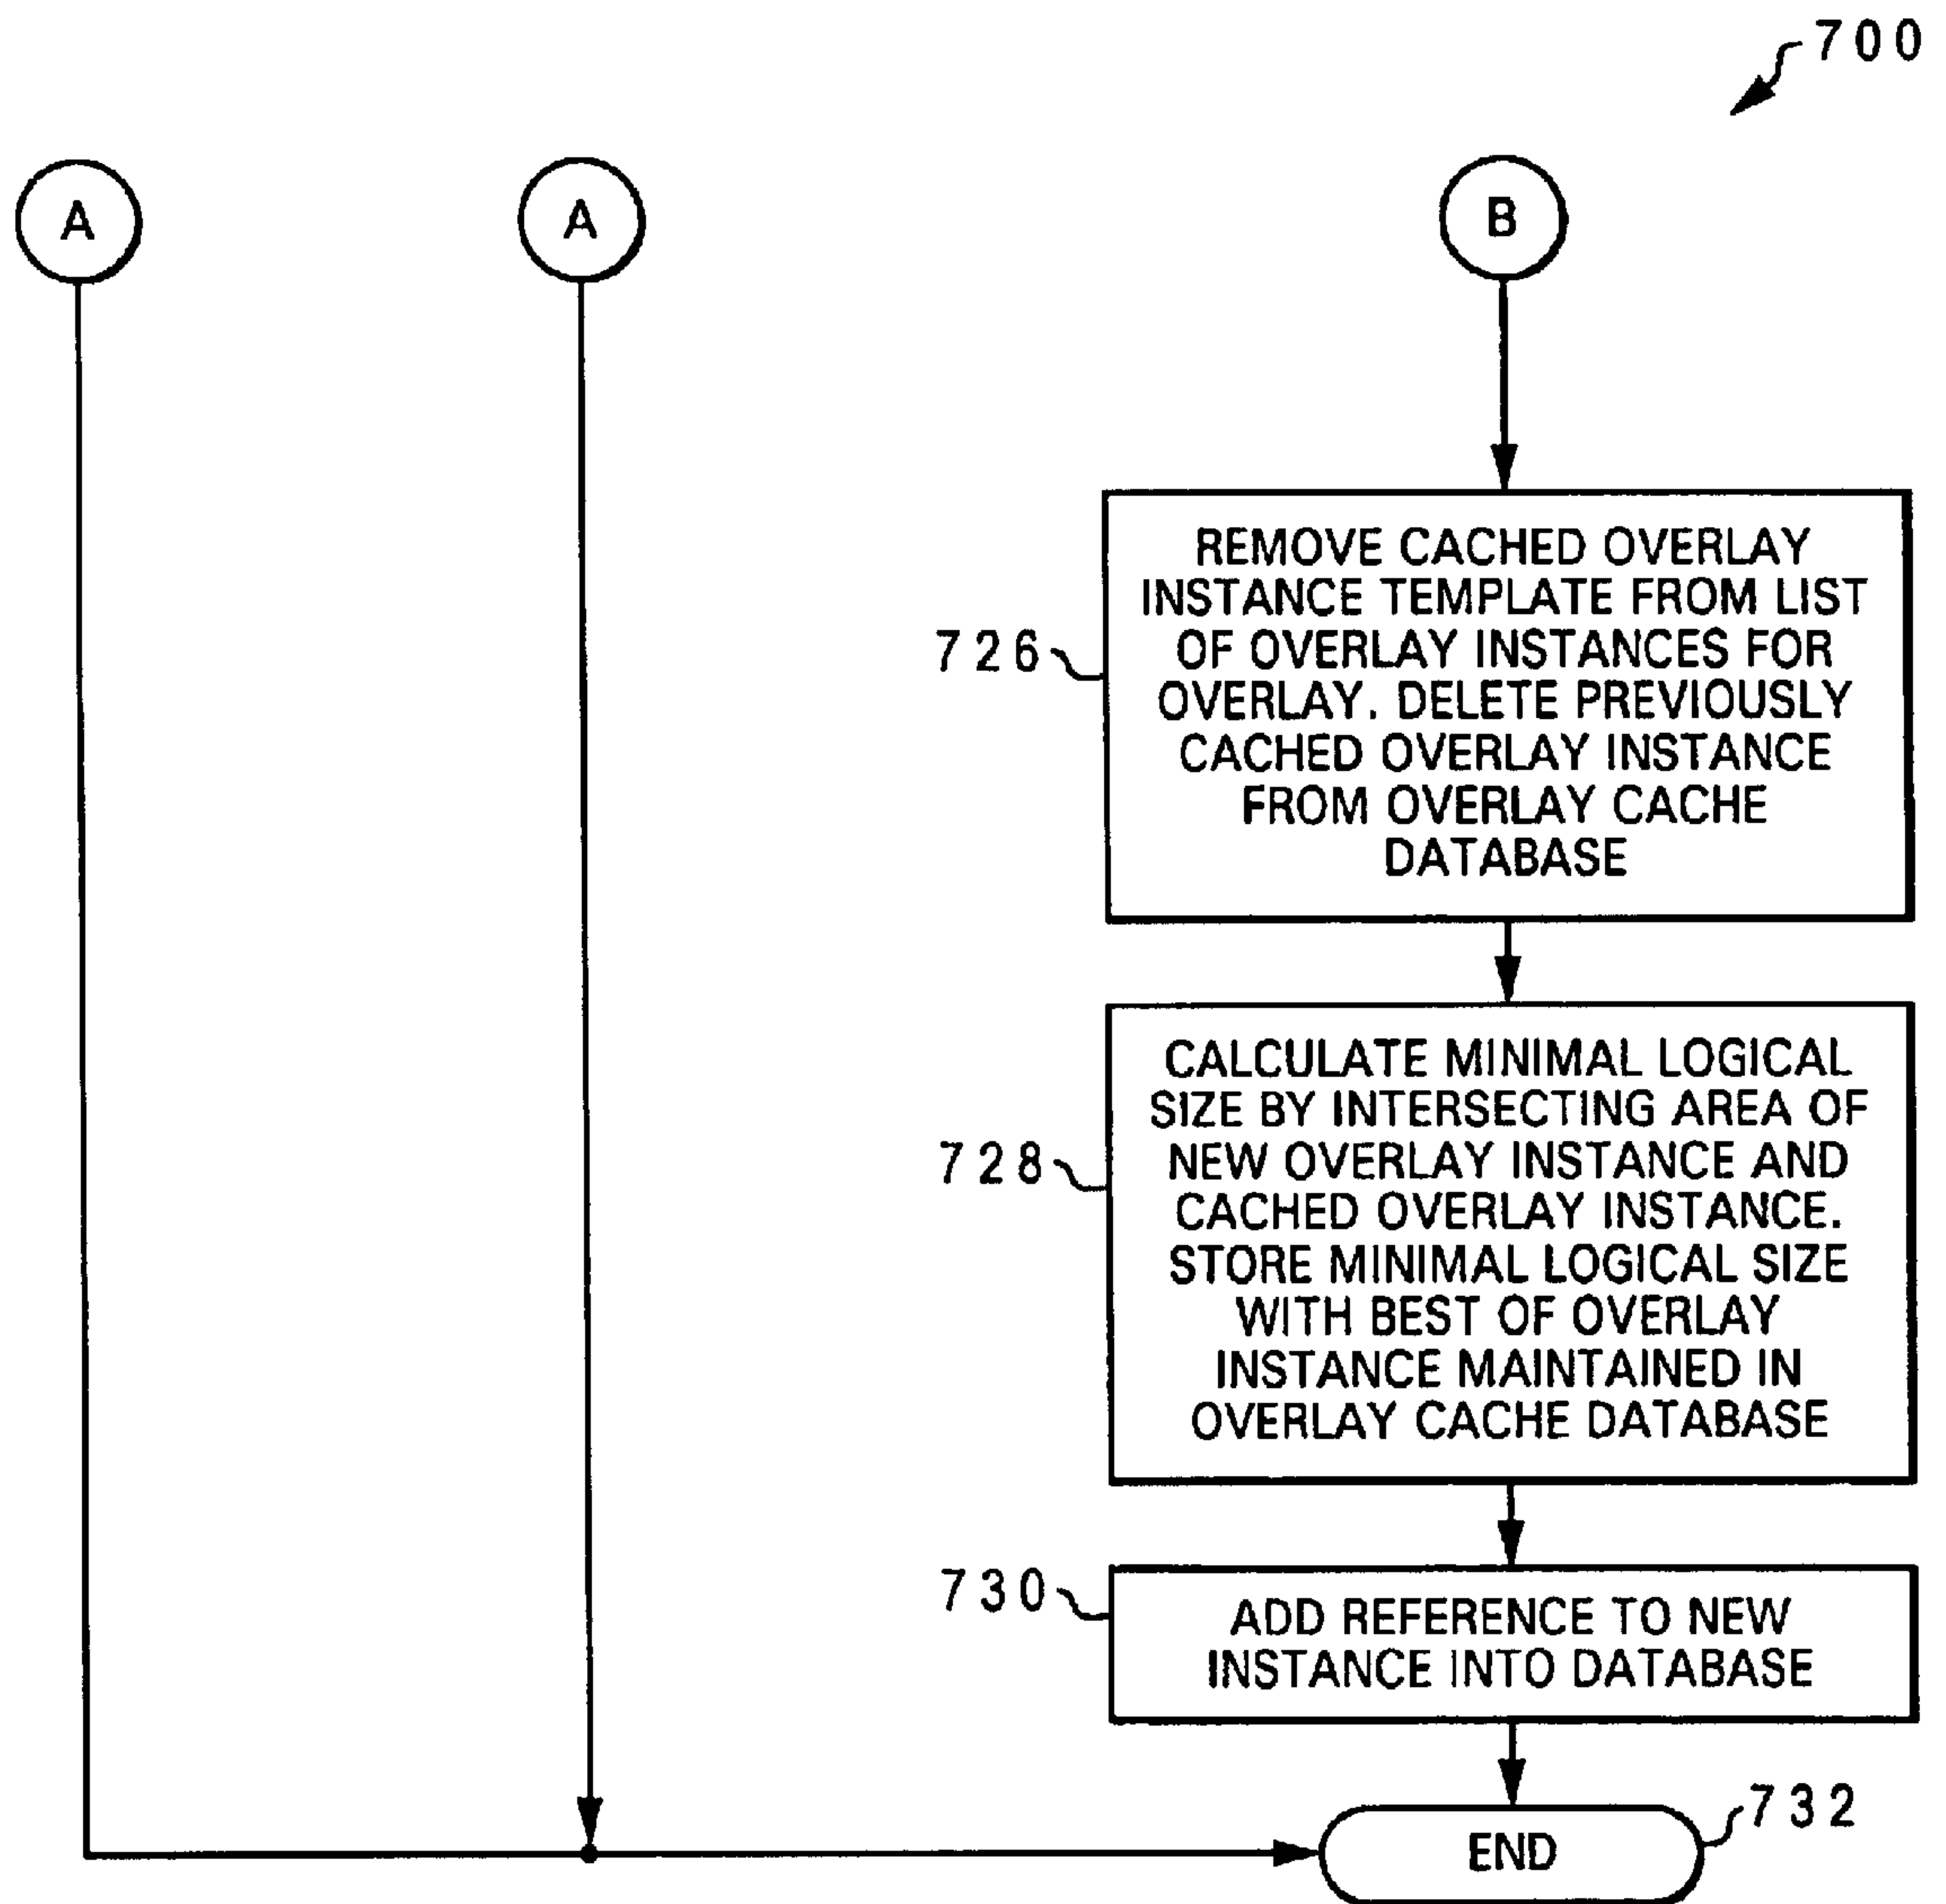 700
A
A
B
726
REMOVE CACHED OVERLAY
INSTANCE TEMPLATE FROM LIST
OF OVERLAY INSTANCES FOR
OVERLAY. DELETE PREVIOUSLY
CACHED OVERLAY INSTANCE
FROM OVERLAY CACHE
DATABASE
728
CALCULATE MINIMAL LOGICAL
SIZE BY INTERSECTING AREA OF
NEW OVERLAY INSTANCE AND
CACHED OVERLAY INSTANCE.
STORE MINIMAL LOGICAL SIZE
WITH BEST OF OVERLAY
INSTANCE MAINTAINED IN
OVERLAY CACHE DATABASE
730
ADD REFERENCE TO NEW
INSTANCE INTO DATABASE
732
END